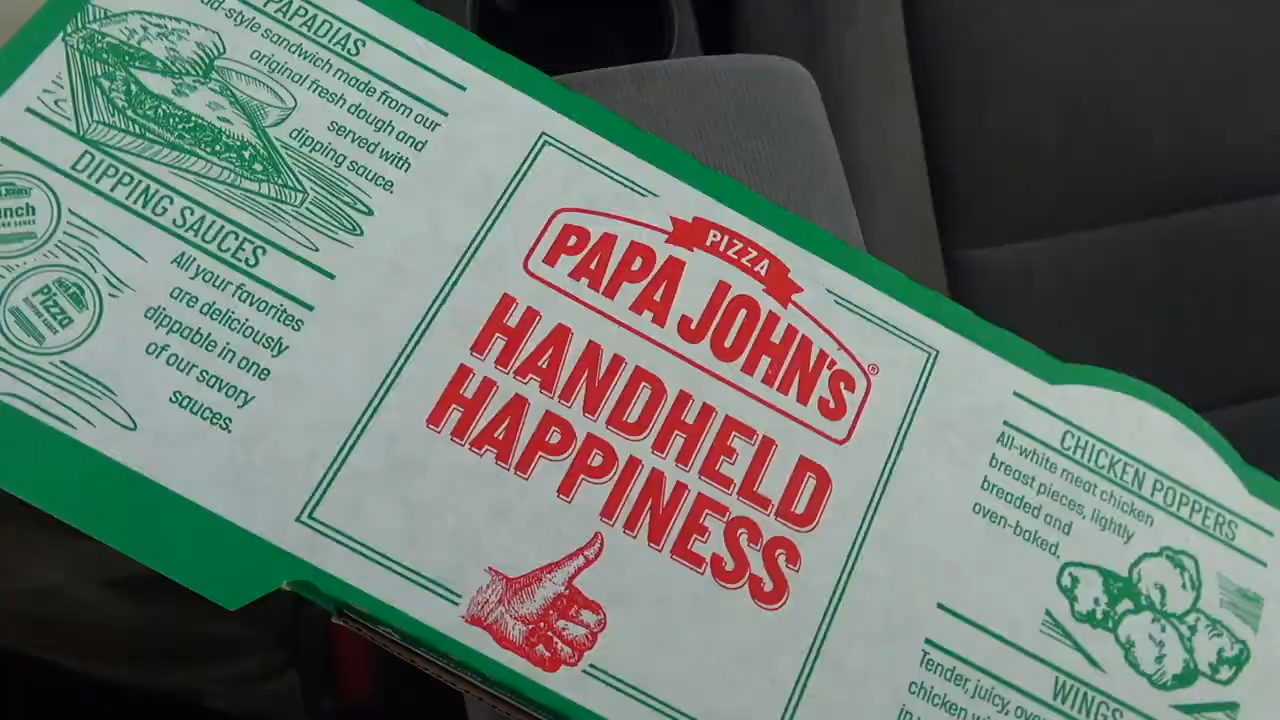 PAPADIAS
sandwich made from our
original fresh dough and
served with
dipping sauce.
DIPPING SAUCES
All your favorites
are deliciously
dippable in one
of our savory
sauces.
Pizza
PIZZA
PAPA JOHN'S®
HANDHELD
HAPPINESS
CHICKEN POPPERS
All-white meat chicken
breast pieces, lightly
breaded and
oven-baked.
WINGS
Tender, juicy,
chicken